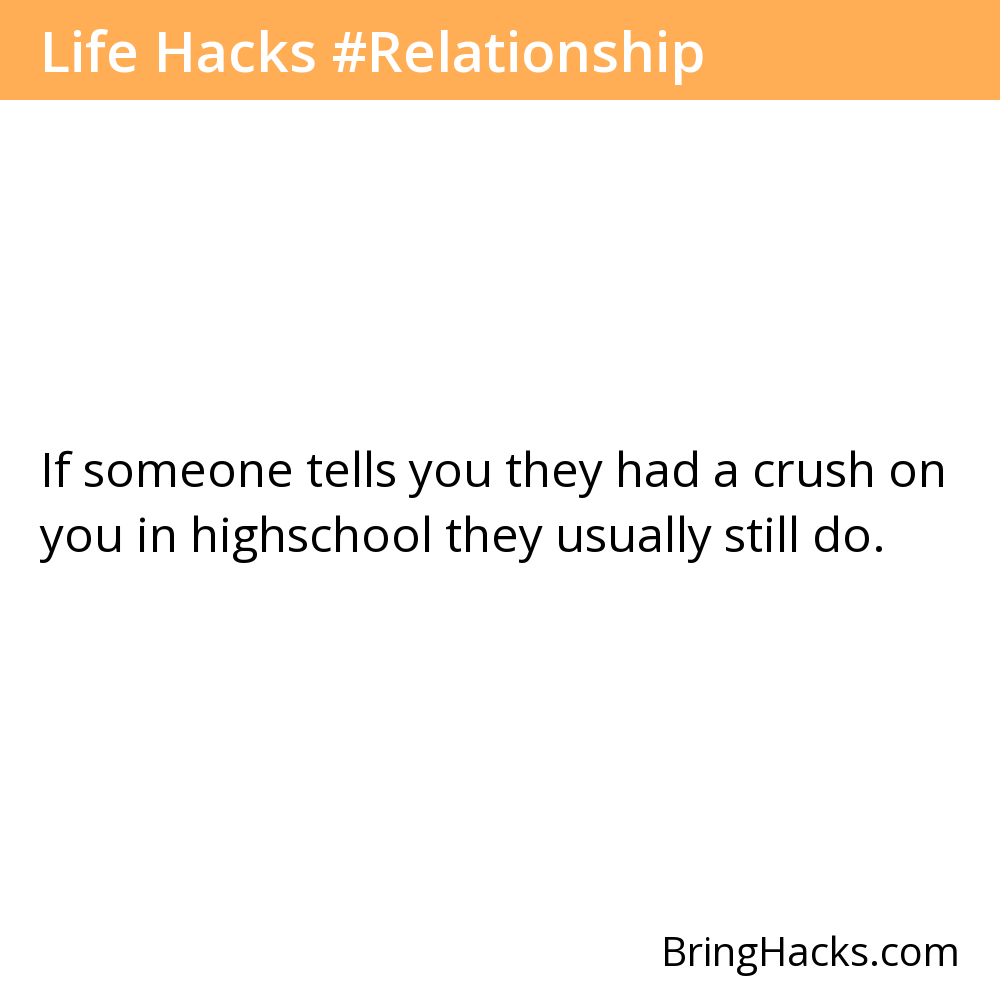 Life Hacks #Relationship
If someone tells you they had a crush on
you in highschool they usually still do.
BringHacks.com